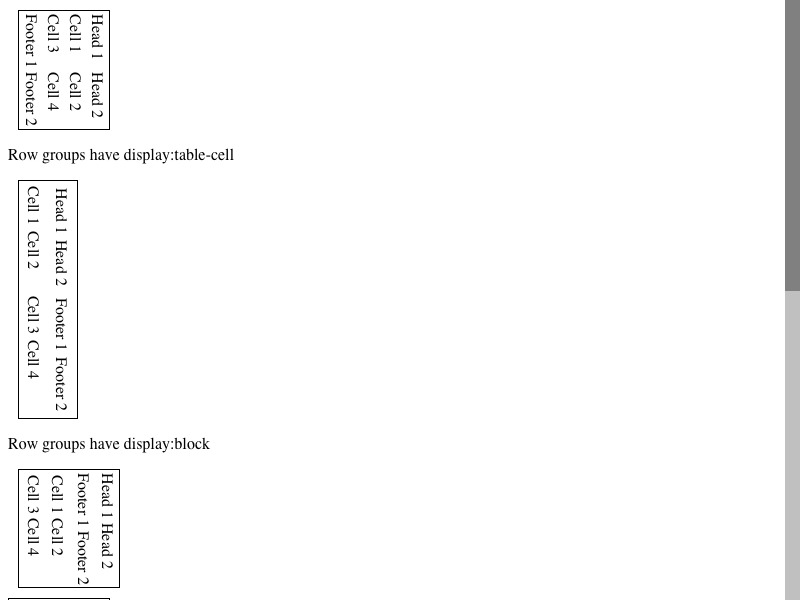 Head 1 Head 2
Cell 1 Cell 2
Cell 3 Cell 4
Footer 1 Footer 2
Row groups have display:table-cell
Head 1 Head 2 Footer 1 Footer 2
Cell 1 Cell 2 Cell 3 Cell 4
Row groups have display:block
Head 1 Head 2
Footer 1 Footer 2
Cell 1 Cell 2
Cell 3 Cell 4